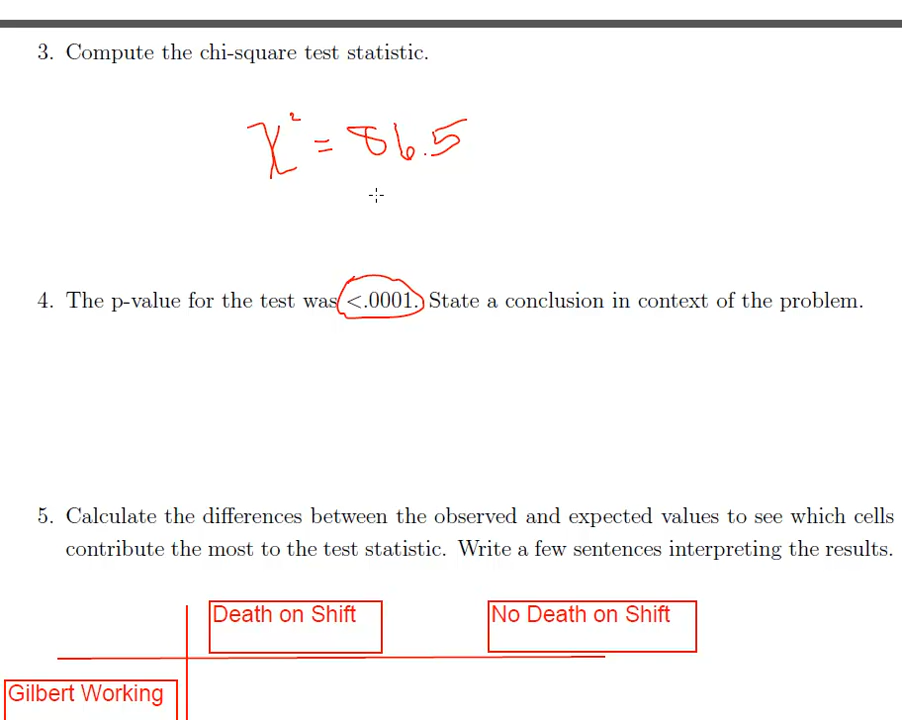 3. Compute the chi-square test statistic.
χ² = 86.5
4. The p-value for the test was <.0001. State a conclusion in context of the problem.
5. Calculate the differences between the observed and expected values to see which cells
contribute the most to the test statistic. Write a few sentences interpreting the results.
Death on Shift
No Death on Shift
Gilbert Working